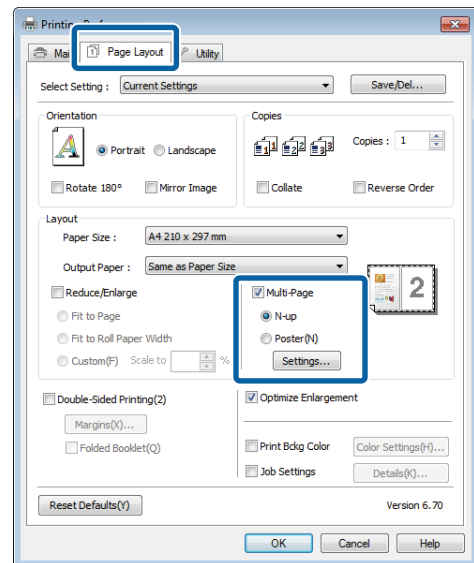 Printing
Mai Page Layout Utility
Select Setting : Current Settings Save/Del...
Orientation Copies
Portrait Landscape Copies : 1
Rotate 180° Mirror Image Collate Reverse Order
Layout
Paper Size : A4 210 x 297 mm
Output Paper : Same as Paper Size
Reduce/Enlarge Multi-Page
Fit to Page N-up
Fit to Roll Paper Width Poster(N)
Custom(F) Scale to % Settings...
Double-Sided Printing(2) Optimize Enlargement
Margins(X)...
Folded Booklet(Q) Print Bckg Color Color Settings(H)...
Job Settings Details(K)...
Reset Defaults(Y) Version 6.70
OK Cancel Help